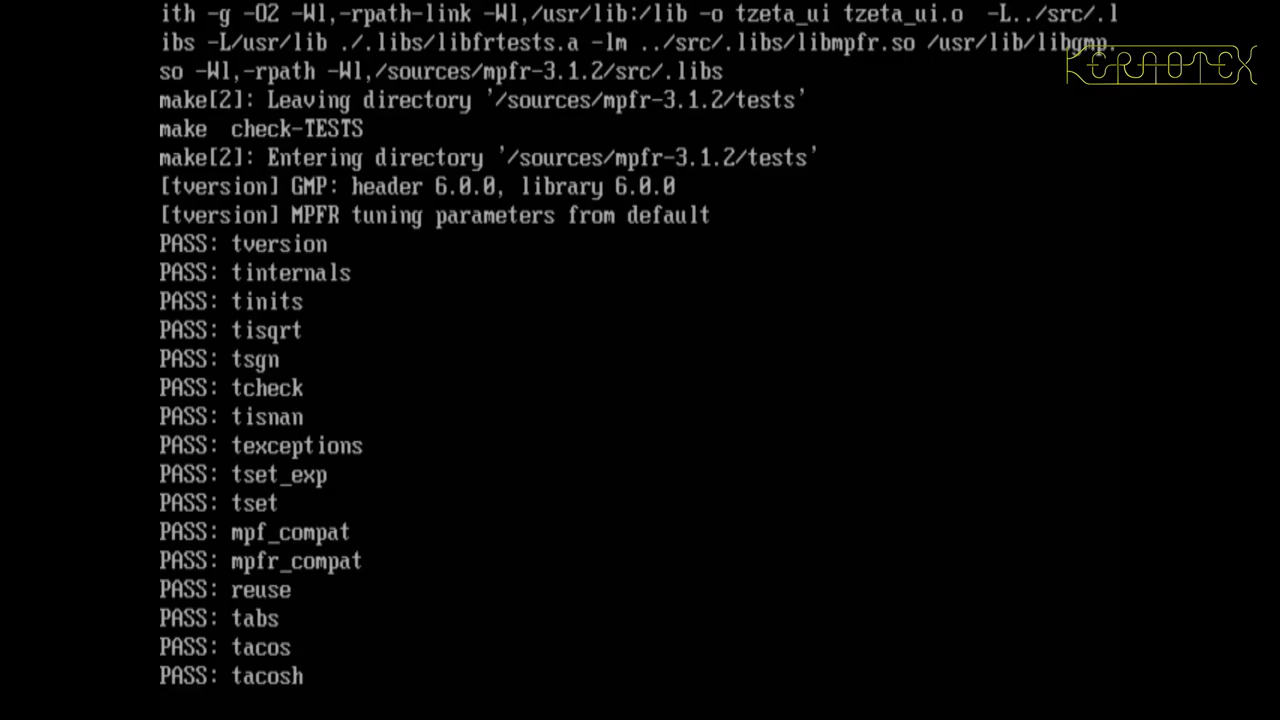 ith -g -O2 -Wl,-rpath-link -Wl,/usr/lib:/lib -o tzeta_ui tzeta_ui.o  -L../src/.l
ibs -L/usr/lib ./.libs/libfrtests.a -lm ../src/.libs/libmpfr.so /usr/lib/libgmp.
so -Wl,-rpath -Wl,/sources/mpfr-3.1.2/src/.libs
make[2]: Leaving directory '/sources/mpfr-3.1.2/tests'
make  check-TESTS
make[2]: Entering directory '/sources/mpfr-3.1.2/tests'
[tversion] GMP: header 6.0.0, library 6.0.0
[tversion] MPFR tuning parameters from default
PASS: tversion
PASS: tinternals
PASS: tinits
PASS: tisqrt
PASS: tsgn
PASS: tcheck
PASS: tisnan
PASS: texceptions
PASS: tset_exp
PASS: tset
PASS: mpf_compat
PASS: mpfr_compat
PASS: reuse
PASS: tabs
PASS: tacos
PASS: tacosh